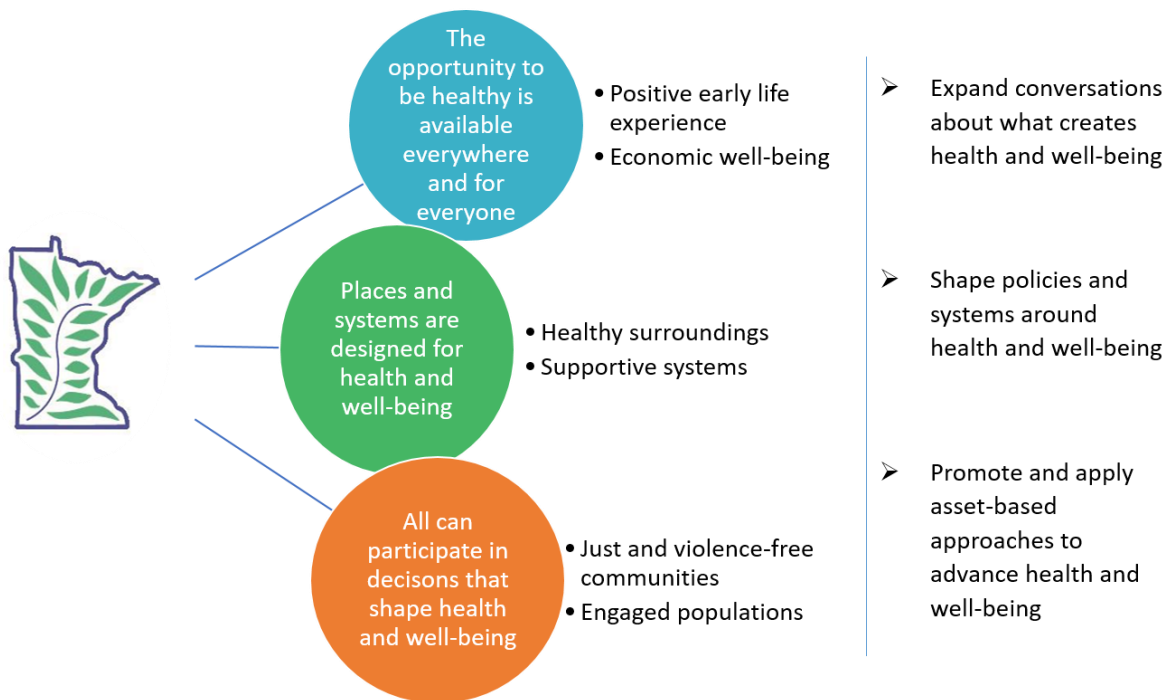 The
opportunity to
be healthy is
available
everywhere
and for
everyone
• Positive early life
experience
• Economic well-being
Places and
systems are
designed for
health and
well-being
• Healthy surroundings
• Supportive systems
All can
participate in
decisons that
shape health
and well-being
• Just and violence-free
communities
• Engaged populations
➢ Expand conversations
about what creates
health and well-being
➢ Shape policies and
systems around
health and well-being
➢ Promote and apply
asset-based
approaches to
advance health and
well-being